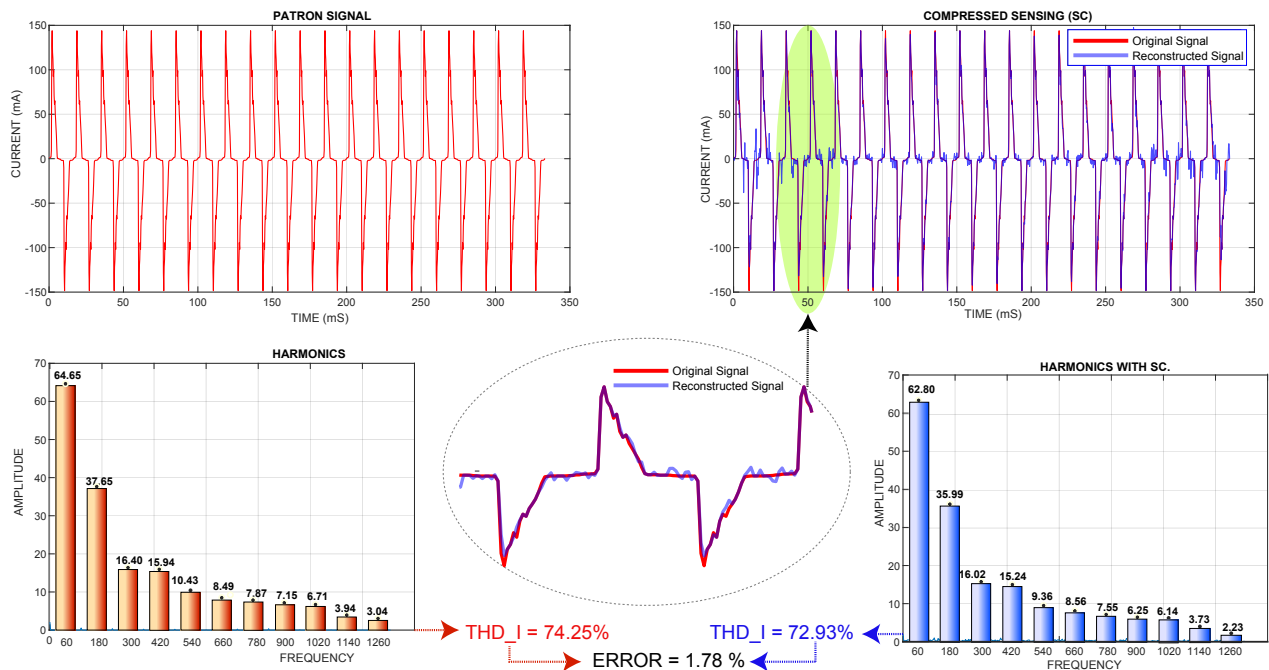 PATRON SIGNAL
CURRENT (mA)
150
100
50
0
-50
-100
-150
0 50 100 150 200 250 300 350
TIME (mS)
COMPRESSED SENSING (SC)
Original Signal
Reconstructed Signal
CURRENT (mA)
150
100
50
0
-50
-100
-150
0 50 100 150 200 250 300 350
TIME (mS)
HARMONICS
AMPLITUDE
70
60
50
40
30
20
10
0
64.65
37.65
16.40
15.94
10.43
8.49
7.87
7.15
6.71
3.94
3.04
0 60 180 300 420 540 660 780 900 1020 1140 1260
FREQUENCY
Original Signal
Reconstructed Signal
HARMONICS WITH SC.
AMPLITUDE
70
60
50
40
30
20
10
0
62.80
35.99
16.02
15.24
9.36
8.56
7.55
6.25
6.14
3.73
2.23
60 180 300 420 540 660 780 900 1020 1140 1260
FREQUENCY
THD_I = 74.25%
THD_I = 72.93%
ERROR = 1.78 %